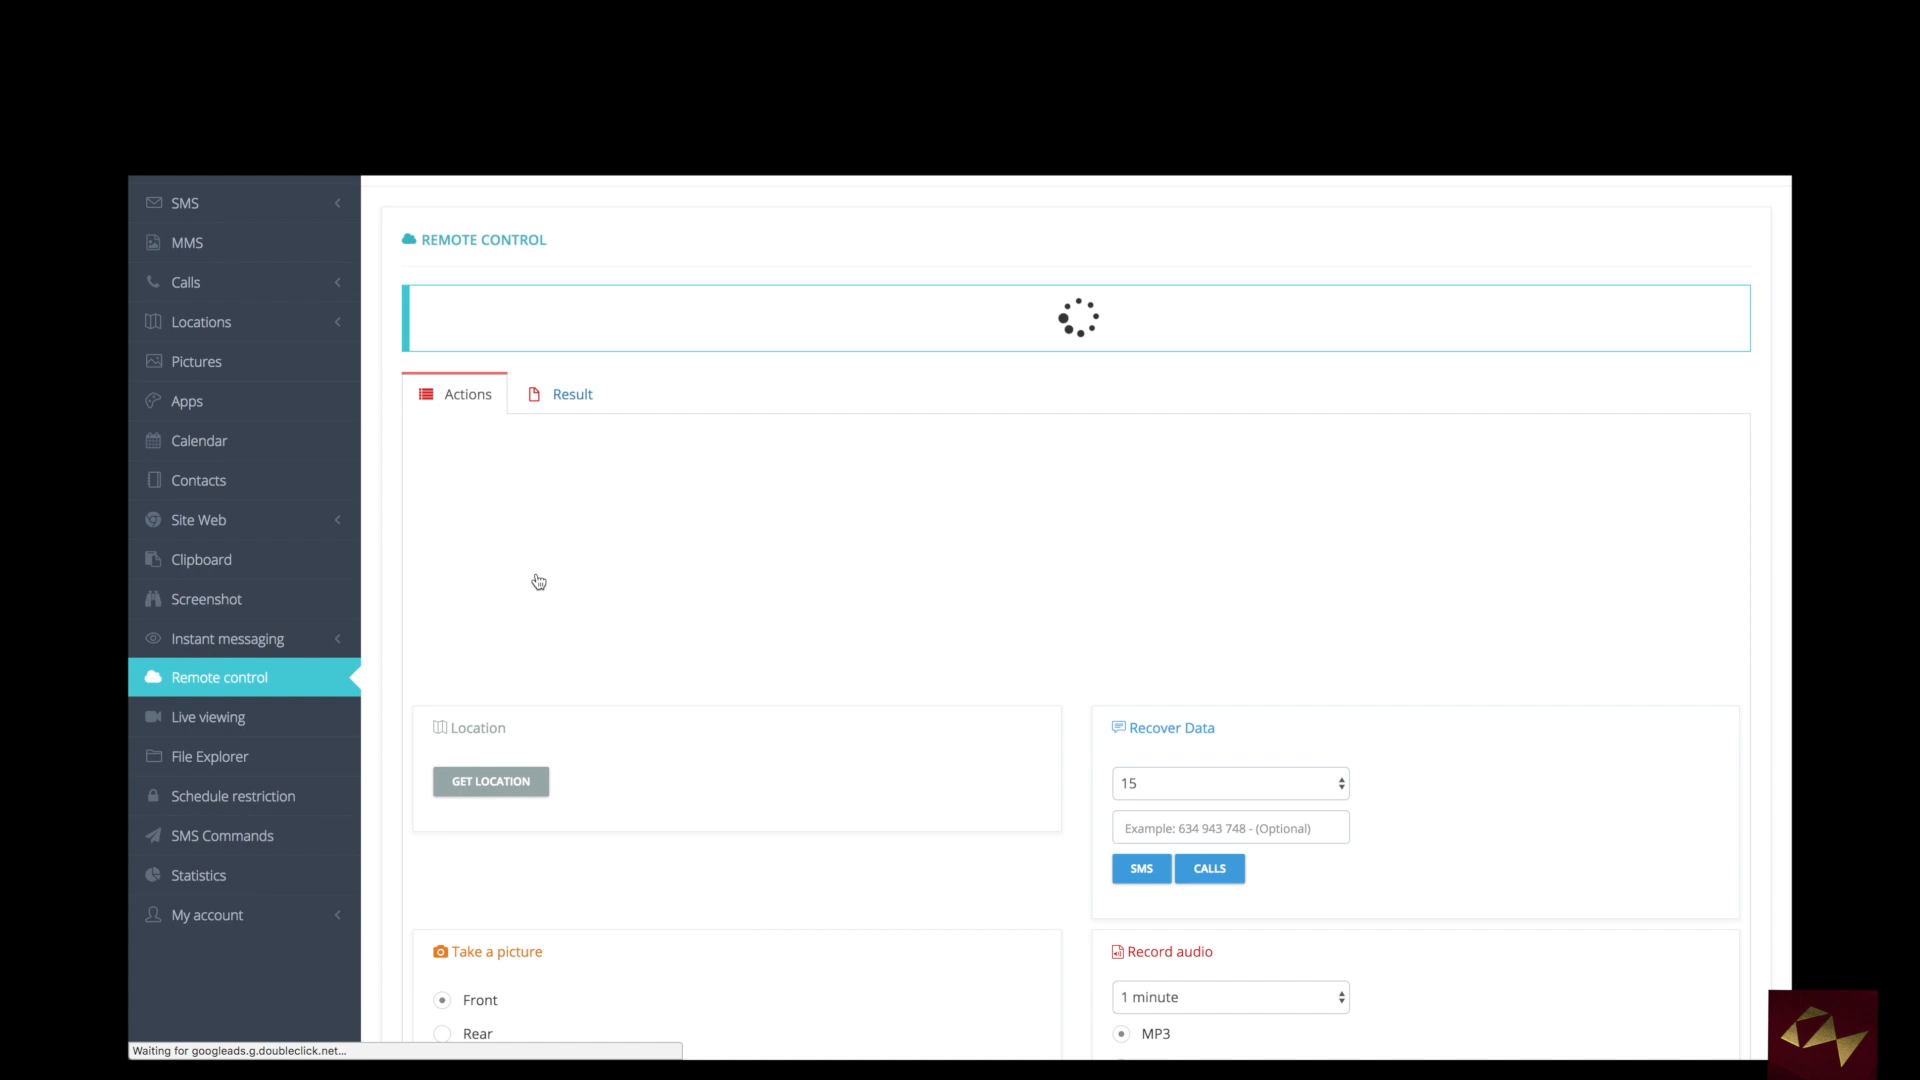 SMS
MMS
Calls
Locations
Pictures
Apps
Calendar
Contacts
Site Web
Clipboard
Screenshot
Instant messaging
Remote control
Live viewing
File Explorer
Schedule restriction
SMS Commands
Statistics
My account
Waiting for googleads.g.doubleclick.net...
REMOTE CONTROL
Actions
Result
Location
GET LOCATION
Recover Data
15
Example: 634 943 748 - (Optional)
SMS
CALLS
Take a picture
Front
Rear
Record audio
1 minute
MP3